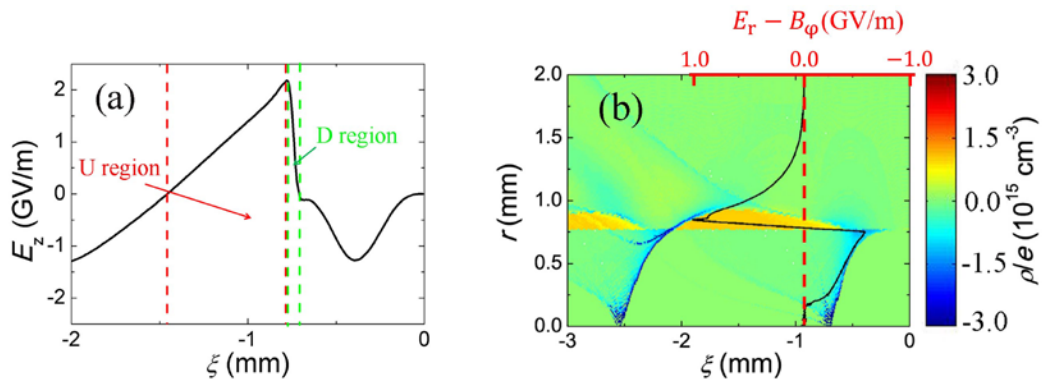 (a)
U region
D region
E_z (GV/m)
2
1
0
-1
-2
-2
-1
0
ξ (mm)
E_r − B_φ(GV/m)
1.0
0.0
-1.0
(b)
r (mm)
2.0
1.5
1.0
0.5
0.0
-3
-2
-1
0
ξ (mm)
3.0
1.5
0.0
-1.5
-3.0
ρ/e (10^15 cm^-3)